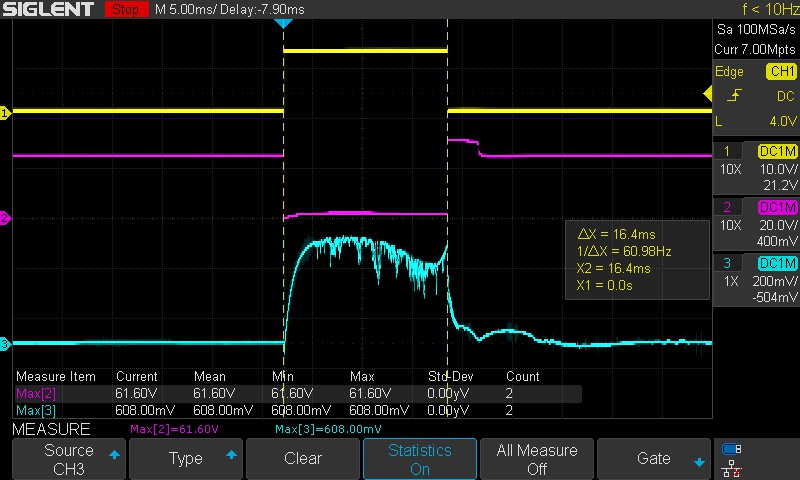 SIGLENT Stop M 5.00ms/ Delay:-7.90ms f < 10Hz
Sa 100MSa/s
Curr 7.00Mpts
Edge CH1
DC
L 4.0V
1 DC1M
10X 10.0V/
21.2V
2 DC1M
10X 20.0V/
400mV
3 DC1M
1X 200mV/
-504mV
1
2
3
ΔX = 16.4ms
1/ΔX = 60.98Hz
X2 = 16.4ms
X1 = 0.0s
Measure Item Current Mean Min Max Std-Dev Count
Max[2] 61.60V 61.60V 61.60V 61.60V 0.00yV 2
Max[3] 608.00mV 608.00mV 608.00mV 608.00mV 0.00yV 2
MEASURE Max[2]=61.60V Max[3]=608.00mV
Source
CH3
Type
Clear
Statistics
On
All Measure
Off
Gate